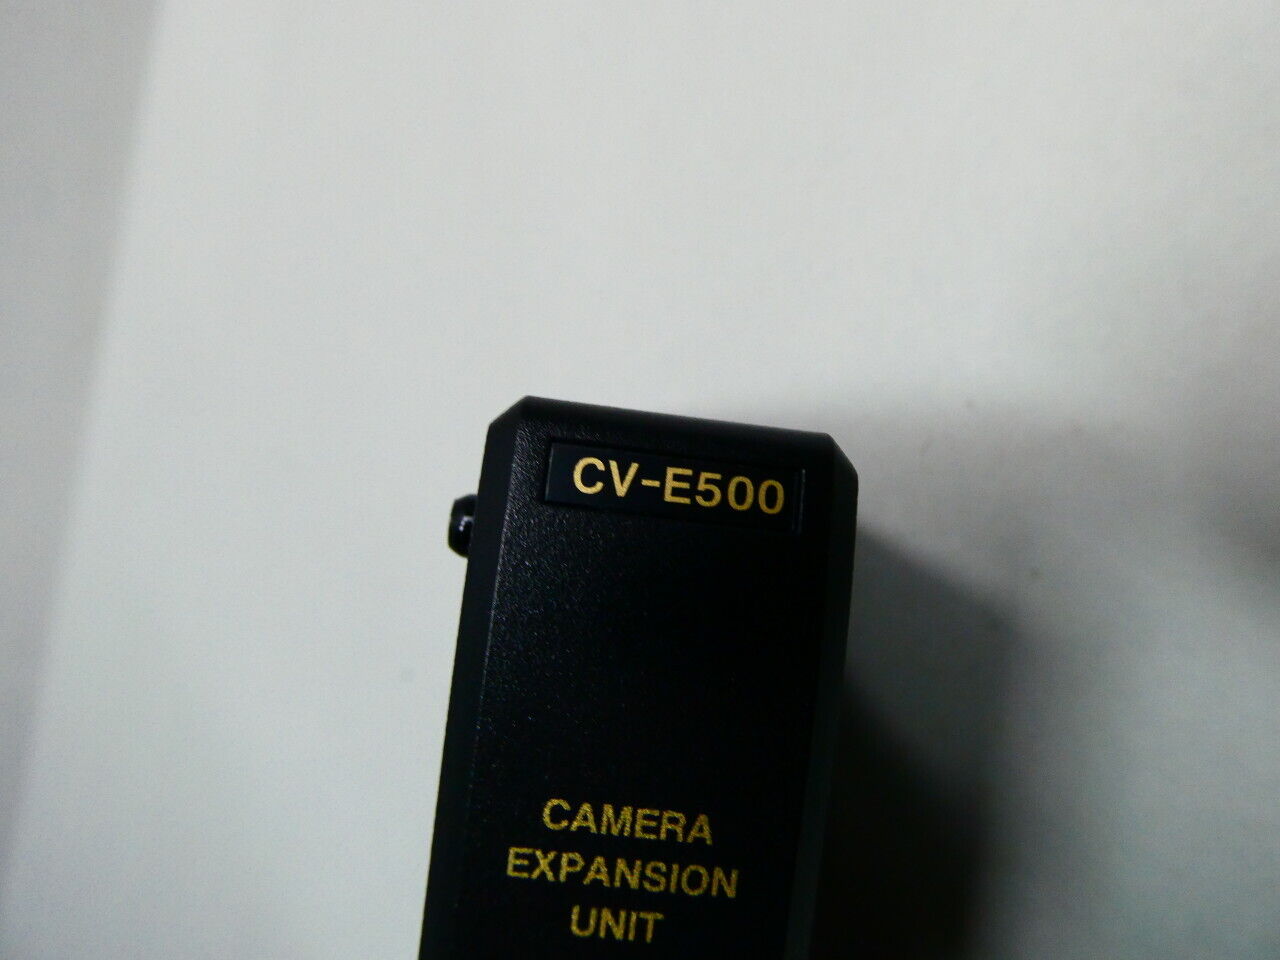 CV-E500
CAMERA
EXPANSION
UNIT